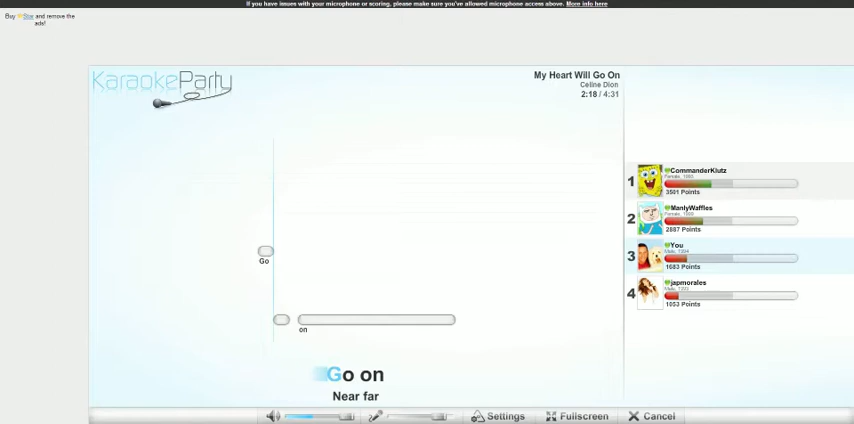 If you have issues with your microphone or scoring, please make sure you've allowed microphone access above. More info here
Buy Star and remove the
ads!
KaraokeParty
My Heart Will Go On
Celine Dion
2:18 / 4:31
1
CommanderKlutz
3501 Points
2
ManlyWaffles
2887 Points
3
You
1683 Points
4
japmorales
1053 Points
Go
on
Go on
Near far
Settings
Fullscreen
Cancel